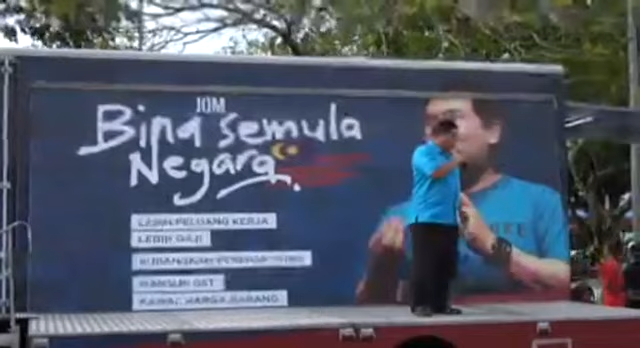 JOM
Bina semula
Negara
LEBIH PELUANG KERJA
LEBIH GAJI
MANSUH GST
KAWAL HARGA BARANG